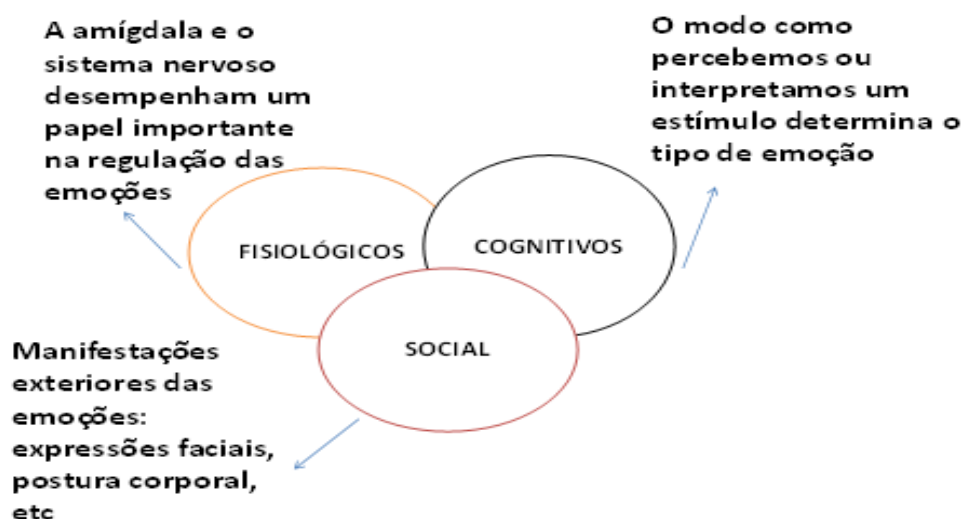 A amígdala e o
sistema nervoso
desempenham um
papel importante
na regulação das
emoções
O modo como
percebemos ou
interpretamos um
estímulo determina o
tipo de emoção
FISIOLÓGICOS
COGNITIVOS
SOCIAL
Manifestações
exteriores das
emoções:
expressões faciais,
postura corporal,
etc